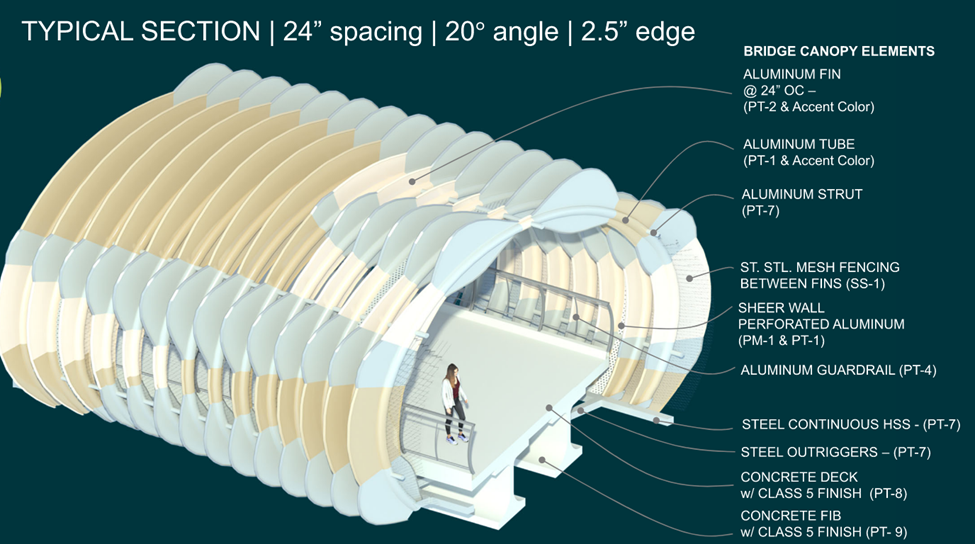 TYPICAL SECTION | 24” spacing | 20° angle | 2.5” edge
BRIDGE CANOPY ELEMENTS
ALUMINUM FIN
@ 24” OC –
(PT-2 & Accent Color)
ALUMINUM TUBE
(PT-1 & Accent Color)
ALUMINUM STRUT
(PT-7)
ST. STL. MESH FENCING
BETWEEN FINS (SS-1)
SHEER WALL
PERFORATED ALUMINUM
(PM-1 & PT-1)
ALUMINUM GUARDRAIL (PT-4)
STEEL CONTINUOUS HSS - (PT-7)
STEEL OUTRIGGERS – (PT-7)
CONCRETE DECK
w/ CLASS 5 FINISH (PT-8)
CONCRETE FIB
w/ CLASS 5 FINISH (PT- 9)